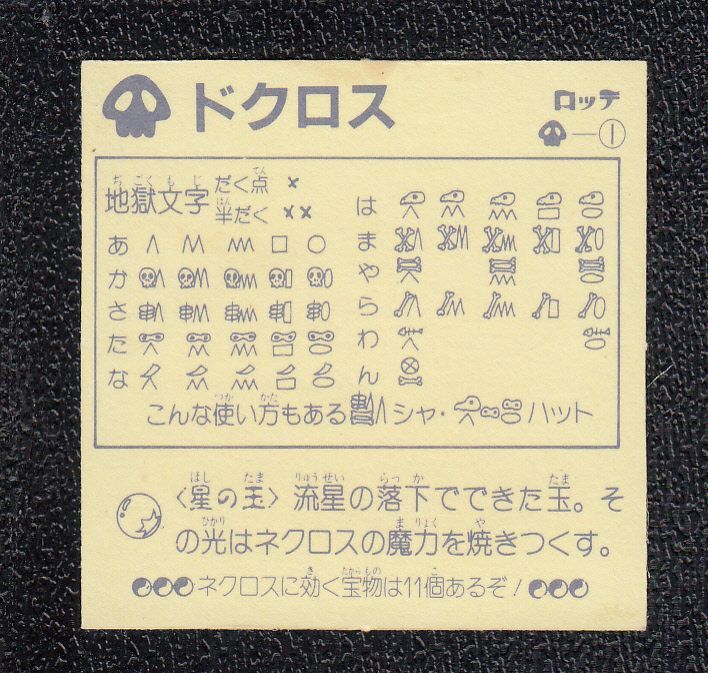 ドクロス
ロッテ
―①
地獄文字 だく点
半だく
あ
か
さ
た
な
は
ま
や
ら
わ
ん
こんな使い方もある シャ・ ハット
〈星の玉〉 流星の落下でできた玉。そ
の光はネクロスの魔力を焼きつくす。
ネクロスに効く宝物は11個あるぞ！